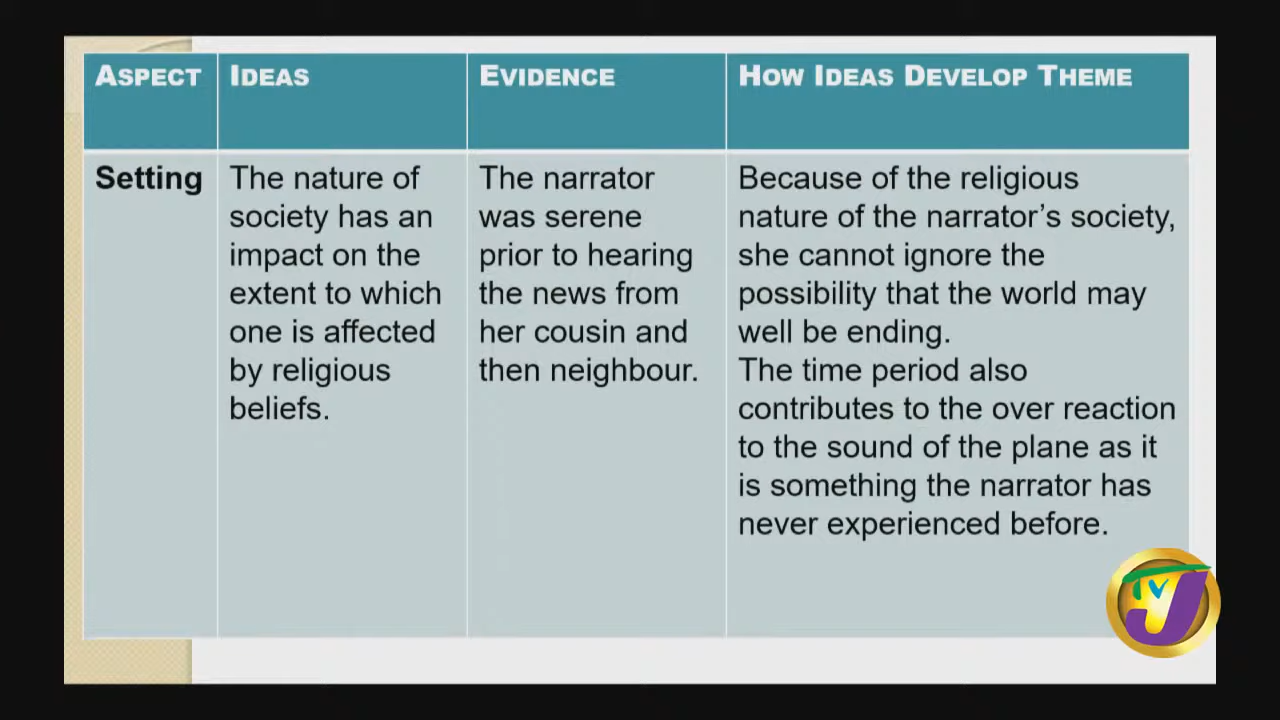 ASPECT
IDEAS
EVIDENCE
HOW IDEAS DEVELOP THEME
Setting
The nature of
society has an
impact on the
extent to which
one is affected
by religious
beliefs.
The narrator
was serene
prior to hearing
the news from
her cousin and
then neighbour.
Because of the religious
nature of the narrator's society,
she cannot ignore the
possibility that the world may
well be ending.
The time period also
contributes to the over reaction
to the sound of the plane as it
is something the narrator has
never experienced before.
TVJ